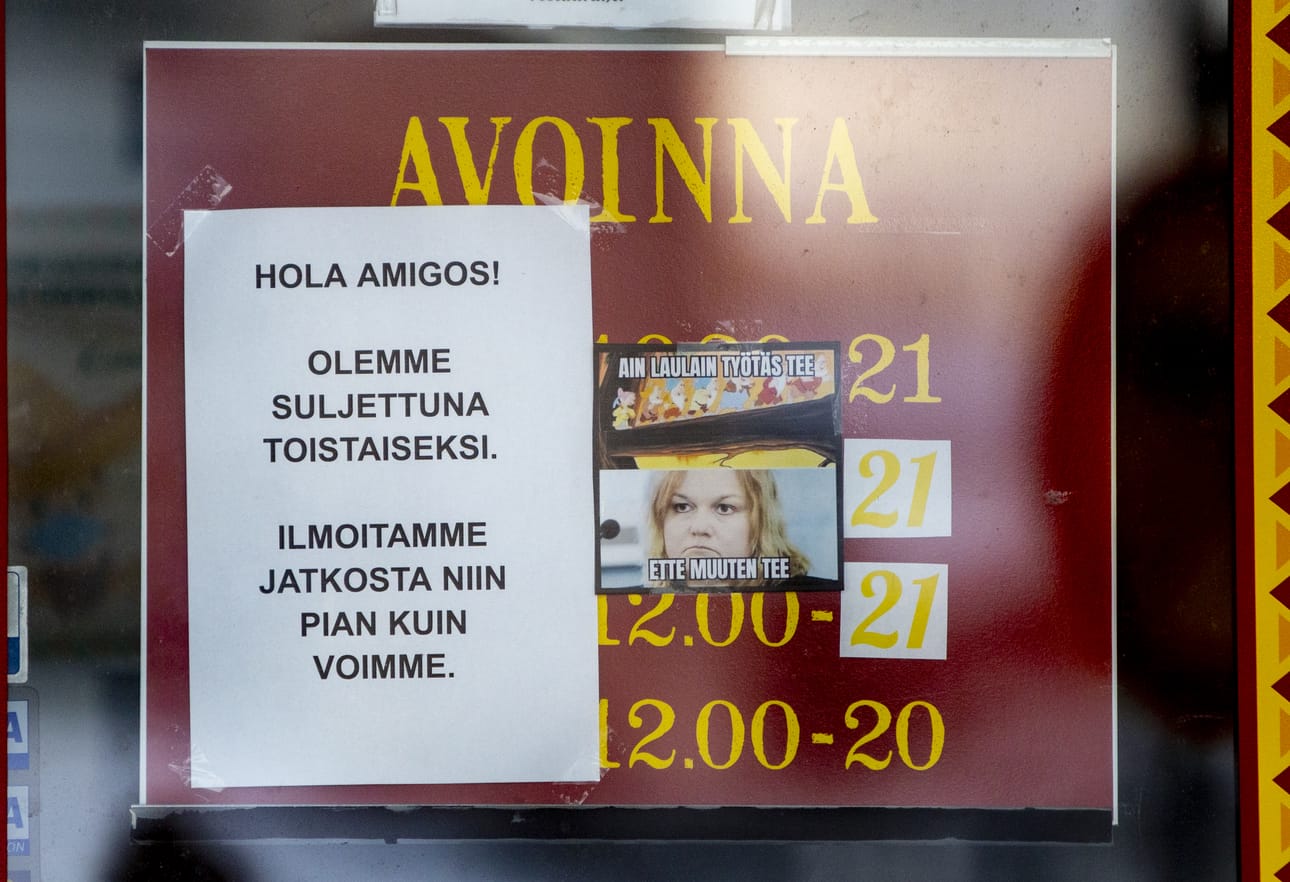 AVOINNA
HOLA AMIGOS!
OLEMME
SULJETTUNA
TOISTAISEKSI.
ILMOITAMME
JATKOSTA NIIN
PIAN KUIN
VOIMME.
AIN LAULAIN TYÖTÄS TEE
ETTE MUUTEN TEE
21
21
12.00-21
12.00-20
A
A
ON